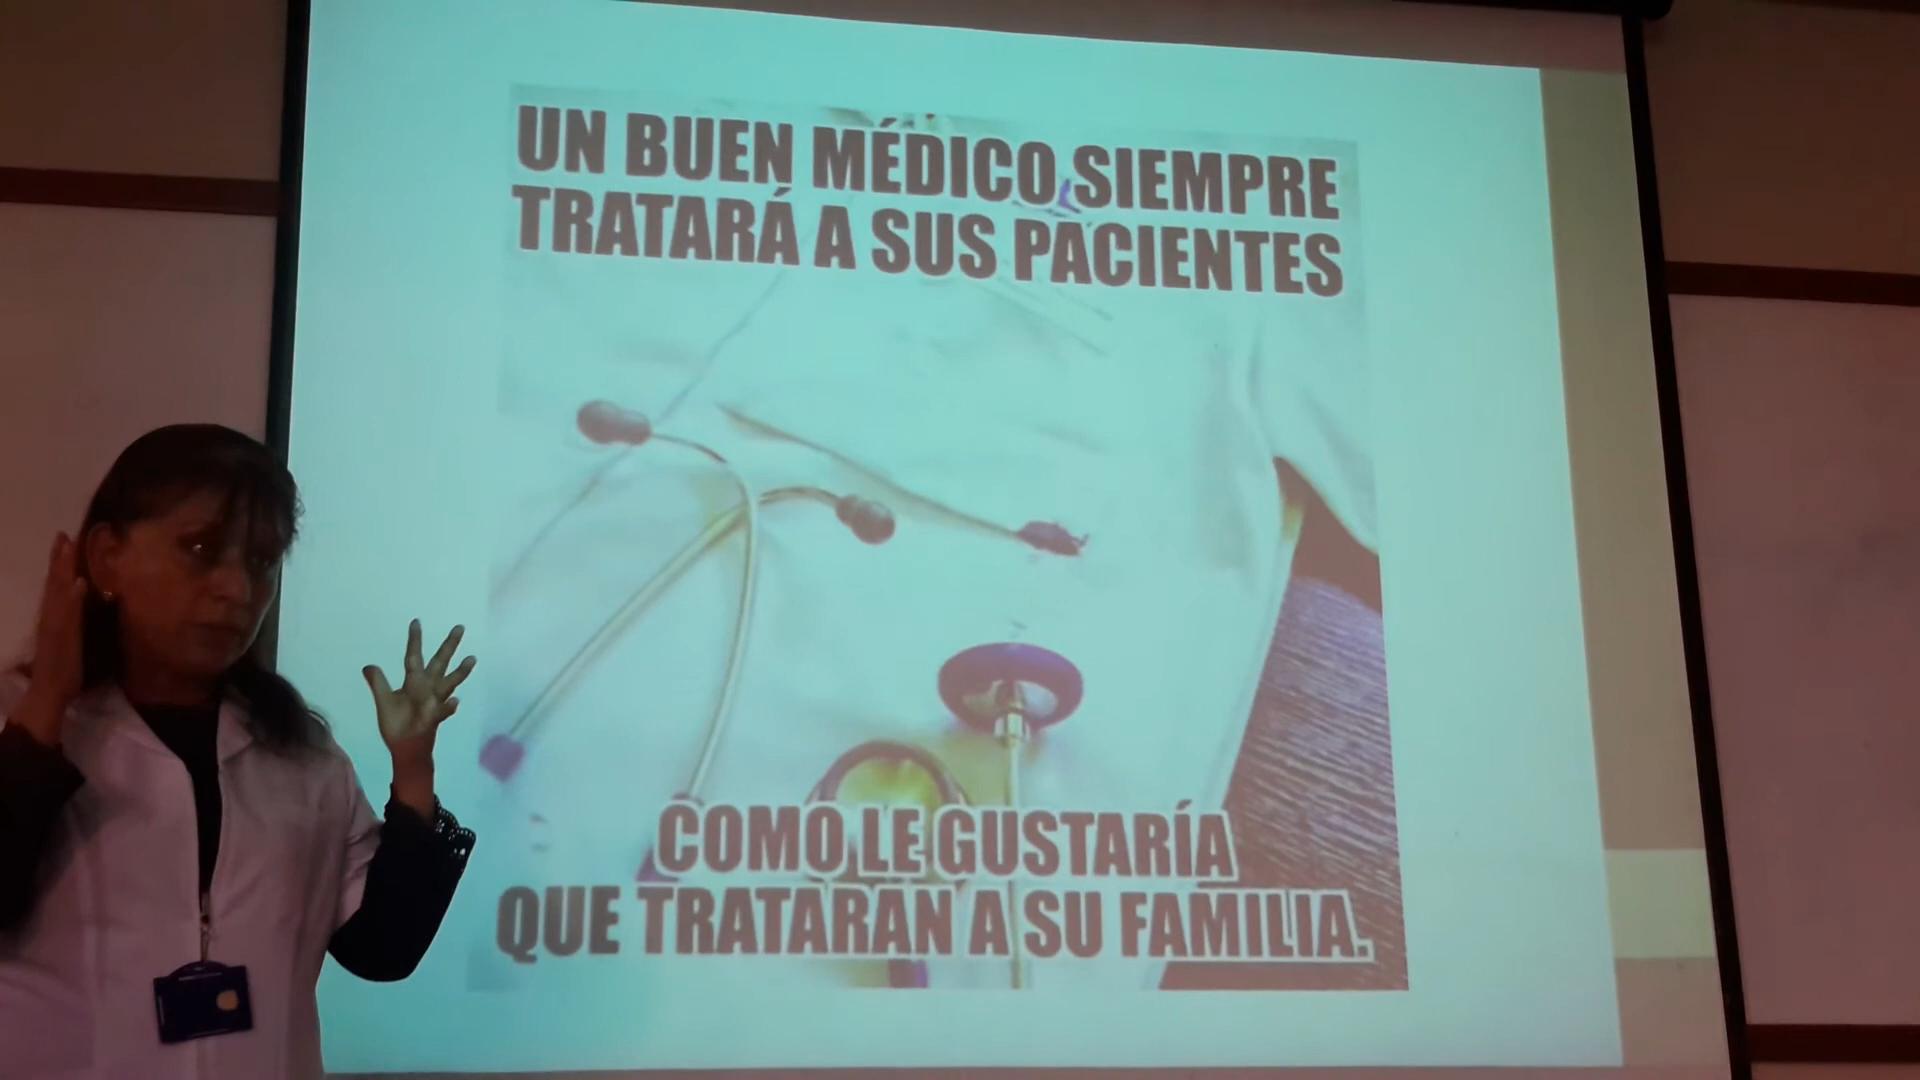 UN BUEN MÉDICO SIEMPRE
TRATARÁ A SUS PACIENTES
COMO LE GUSTARÍA
QUE TRATARAN A SU FAMILIA.